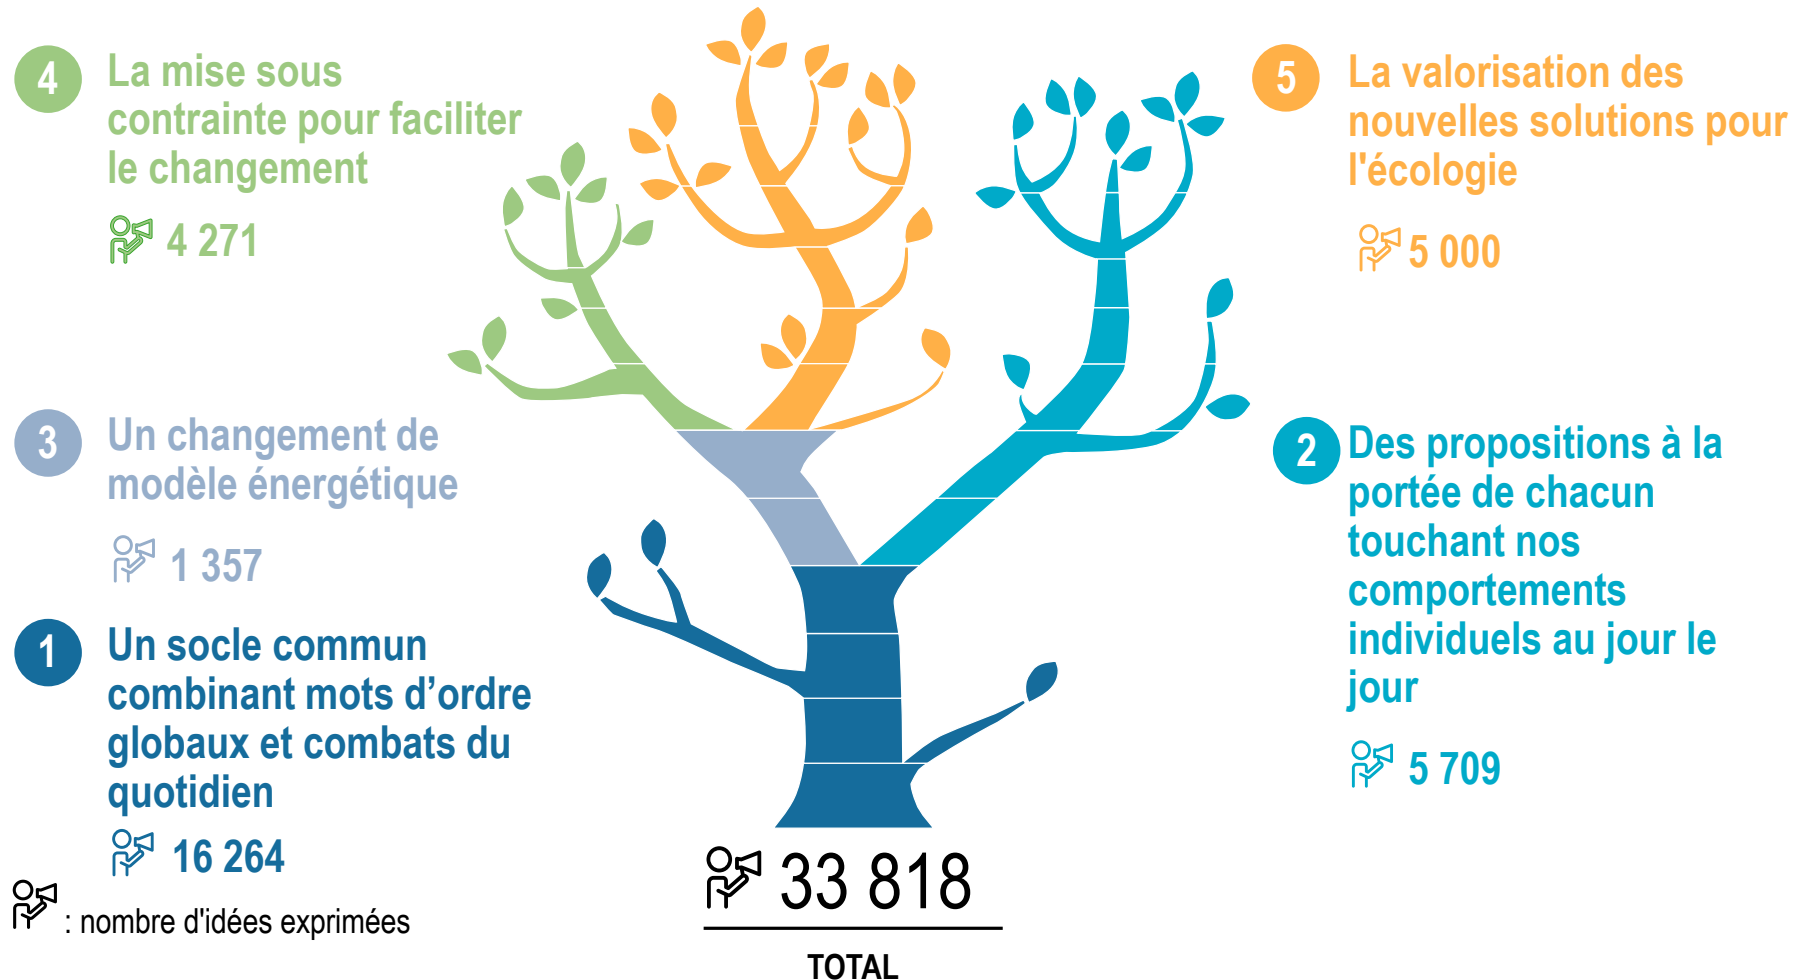 4
La mise sous
contrainte pour faciliter
le changement
4 271
3
Un changement de
modèle énergétique
1 357
1
Un socle commun
combinant mots d’ordre
globaux et combats du
quotidien
16 264
: nombre d'idées exprimées
33 818
TOTAL
5
La valorisation des
nouvelles solutions pour
l'écologie
5 000
2
Des propositions à la
portée de chacun
touchant nos
comportements
individuels au jour le
jour
5 709